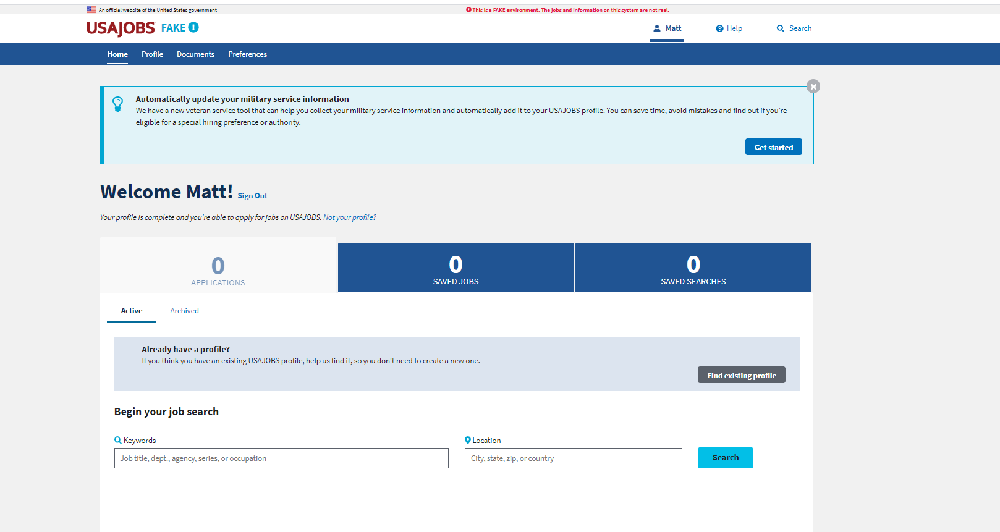 An official website of the United States government
This is a FAKE environment. The jobs and information on this system are not real.
USAJOBS FAKE
Matt
Help
Search
Home Profile Documents Preferences
Automatically update your military service information
We have a new veteran service tool that can help you collect your military service information and automatically add it to your USAJOBS profile. You can save time, avoid mistakes and find out if you're
eligible for a special hiring preference or authority.
Get started
Welcome Matt! Sign Out
Your profile is complete and you're able to apply for jobs on USAJOBS. Not your profile?
0
APPLICATIONS
0
SAVED JOBS
0
SAVED SEARCHES
Active Archived
Already have a profile?
If you think you have an existing USAJOBS profile, help us find it, so you don't need to create a new one.
Find existing profile
Begin your job search
Keywords
Job title, dept., agency, series, or occupation
Location
City, state, zip, or country
Search